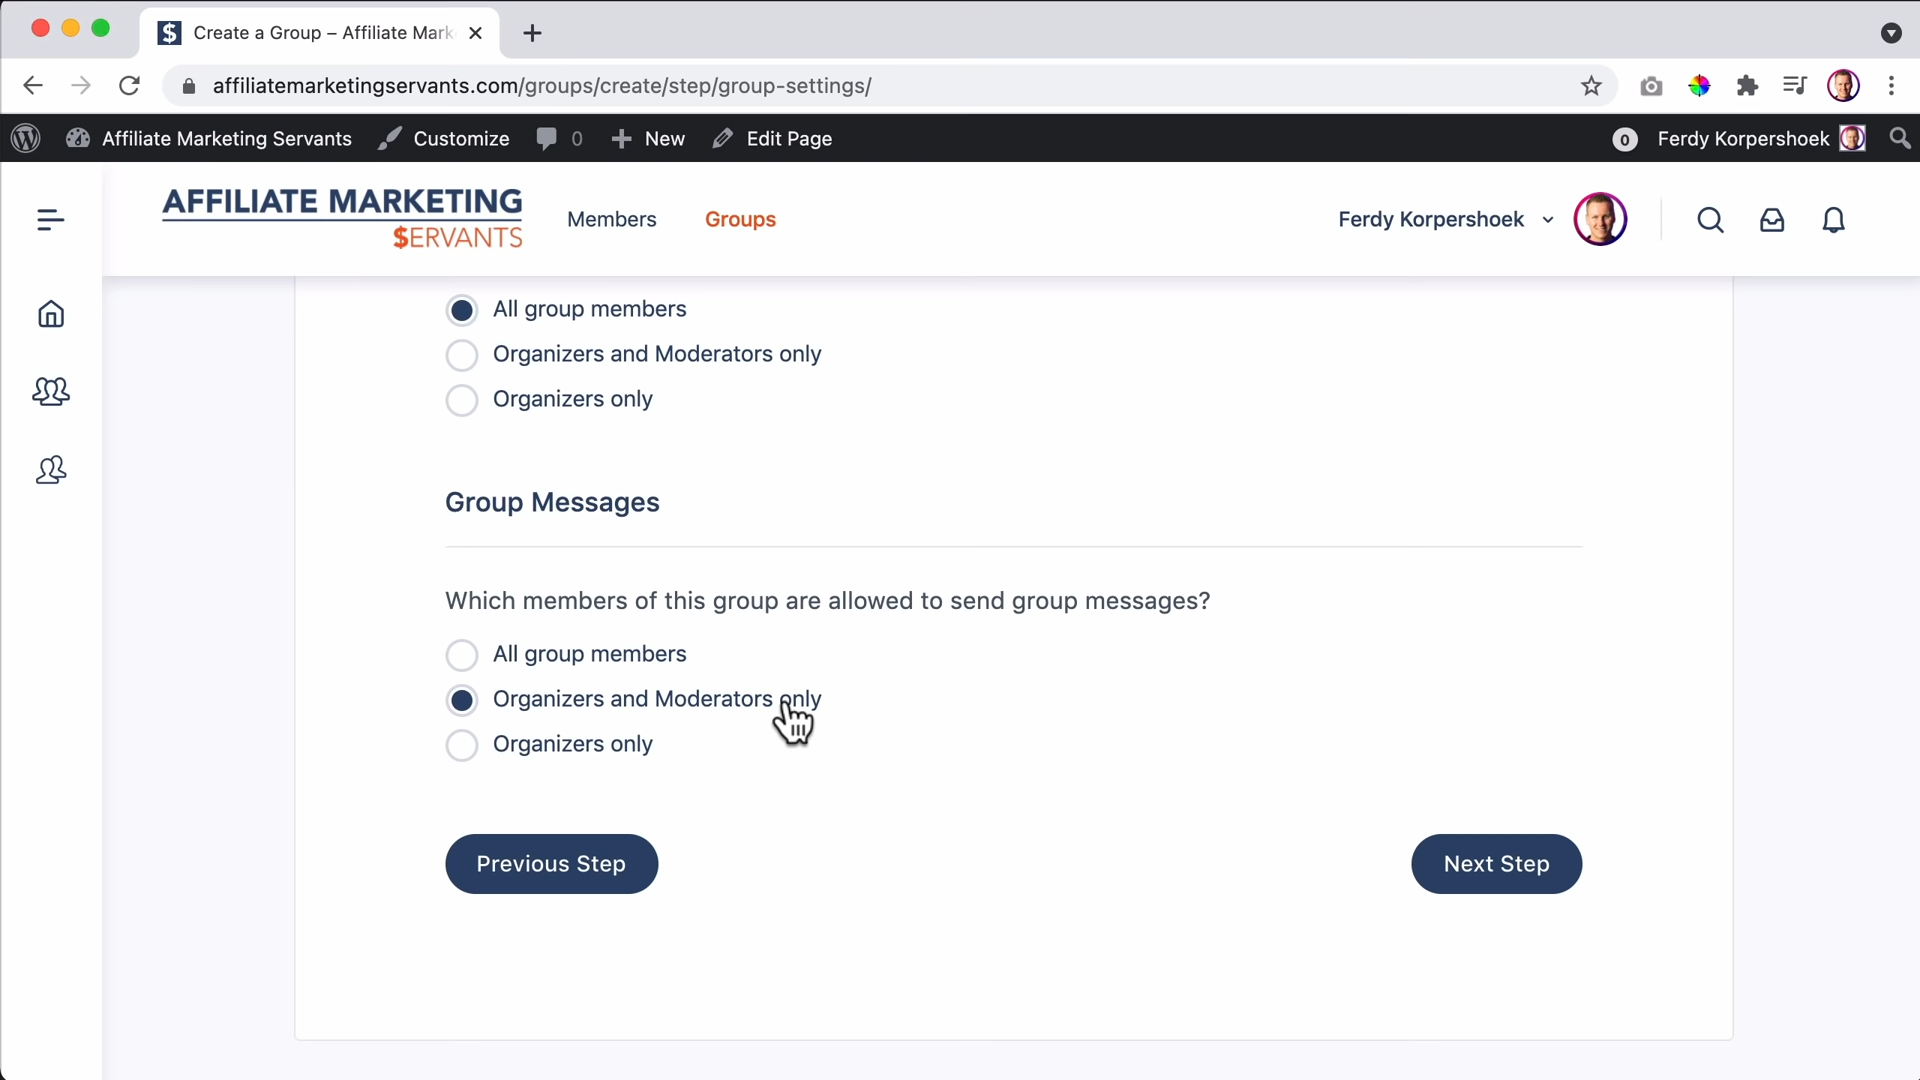 Create a Group – Affiliate Mark
affiliatemarketingservants.com/groups/create/step/group-settings/
Affiliate Marketing Servants Customize 0 New Edit Page 0 Ferdy Korpershoek
AFFILIATE MARKETING
$ERVANTS
Members Groups Ferdy Korpershoek
All group members
Organizers and Moderators only
Organizers only
Group Messages
Which members of this group are allowed to send group messages?
All group members
Organizers and Moderators only
Organizers only
Previous Step Next Step